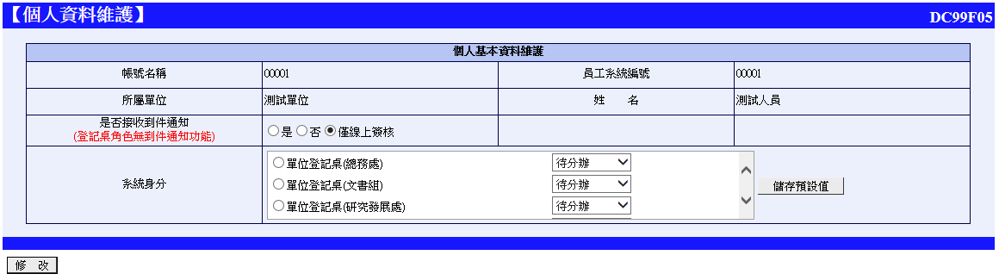 【個人資料維護】 DC99F05
個人基本資料維護
帳號名稱 00001 員工系統編號 00001
所屬單位 測試單位 姓 名 測試人員
是否接收到件通知
(登記桌角色無到件通知功能)
是 否 僅線上簽核
系統身分
單位登記桌(總務處) 待分辦
單位登記桌(文書組) 待分辦
單位登記桌(研究發展處) 待分辦
儲存預設值
修 改